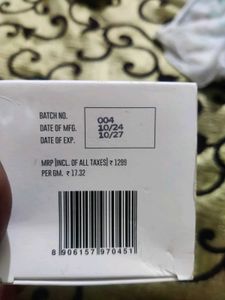 BATCH NO. 004
DATE OF MFG. 10/24
DATE OF EXP. 10/27
MRP [INCL. OF ALL TAXES] ₹ 1299
PER GM. ₹ 17.32
8 906157 970451